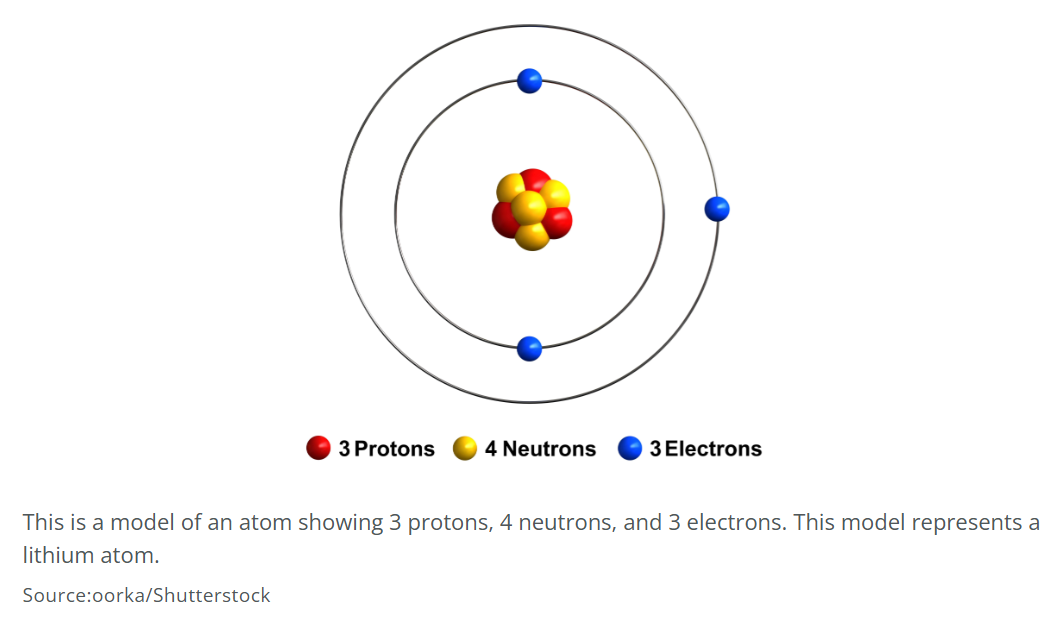 3 Protons 4 Neutrons 3 Electrons
This is a model of an atom showing 3 protons, 4 neutrons, and 3 electrons. This model represents a
lithium atom.
Source:oorka/Shutterstock